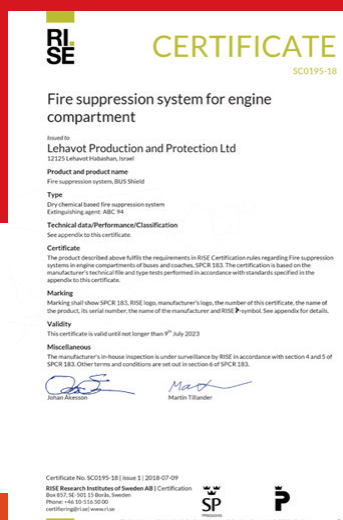 RI.
SE
CERTIFICATE
SC0195-18
Fire suppression system for engine
compartment
Issued to
Lehavot Production and Protection Ltd
12125 Lehavot Habashan, Israel
Product and product name
Fire suppression system, BUS Shield
Type
Dry chemical based fire suppression system
Extinguishing agent: ABC 94
Technical data/Performance/Classification
See appendix to this certificate.
Certificate
The product described above fulfils the requirements in RISE Certification rules regarding Fire suppression
systems in engine compartments of buses and coaches, SPCR 183. The certification is based on the
manufacturer's technical file and type tests performed in accordance with standards specified in the
appendix to this certificate.
Marking
Marking shall show SPCR 183, RISE logo, manufacturer's logo, the number of this certificate, the name of
the product, its serial number, the name of the manufacturer and RISE P-symbol. See appendix for details.
Validity
This certificate is valid until not longer than 9th July 2023
Miscellaneous
The manufacturer's in-house inspection is under surveillance by RISE in accordance with section 4 and 5 of
SPCR 183. Other terms and conditions are set out in section 6 of SPCR 183.
Johan Åkesson Martin Tillander
Certificate No. SC0195-18 | issue 1 | 2018-07-09
RISE Research Institutes of Sweden AB | Certification
Box 857, SE-501 15 Borås, Sweden
Phone: +46 10-516 50 00
certifiering@ri.se | www.ri.se
SP
P